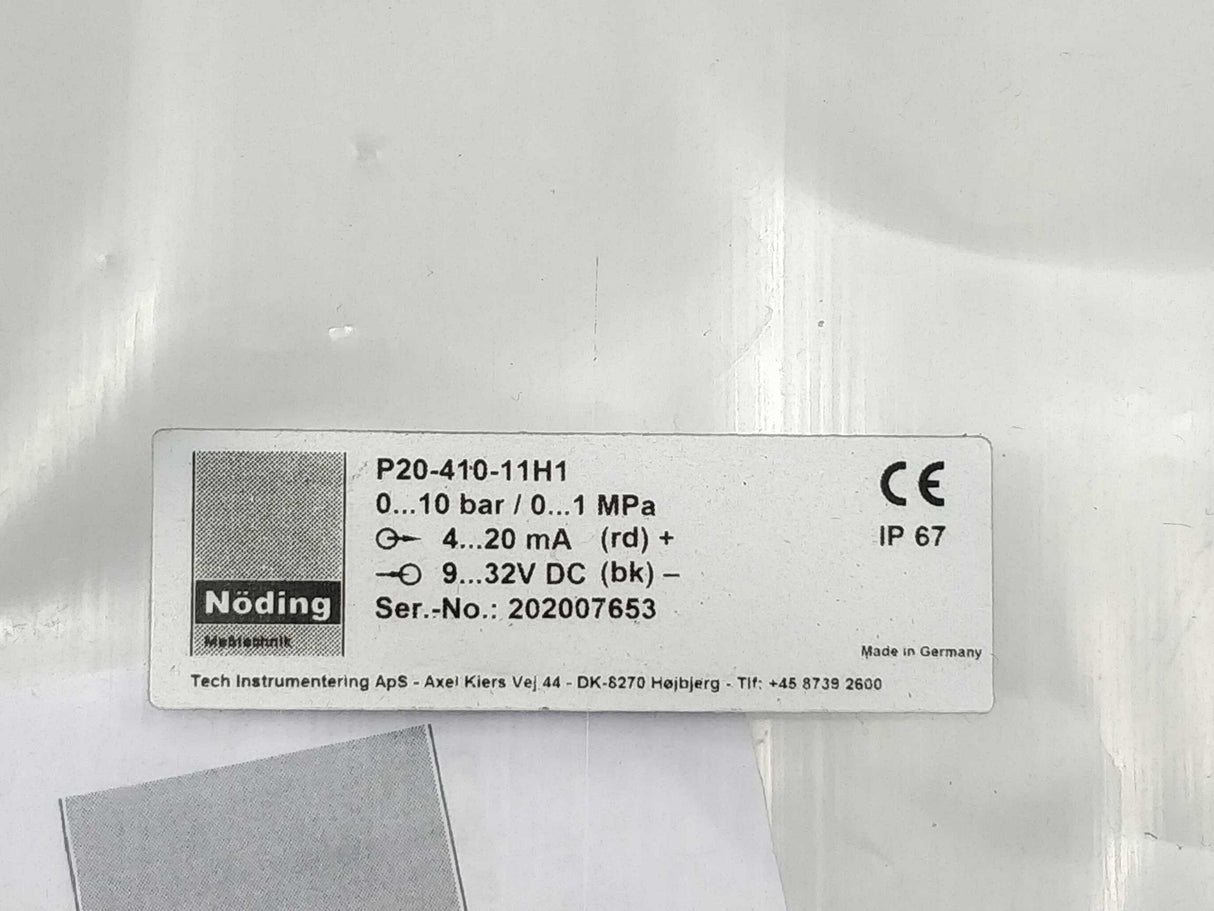 P20-410-11H1
0...10 bar / 0...1 MPa
4...20 mA (rd) +
9...32V DC (bk) –
Ser.-No.: 202007653
CE
IP 67
Nöding
Meßtechnik
Made in Germany
Tech Instrumentering ApS - Axel Kiers Vej 44 - DK-8270 Højbjerg - Tlf: +45 8739 2600